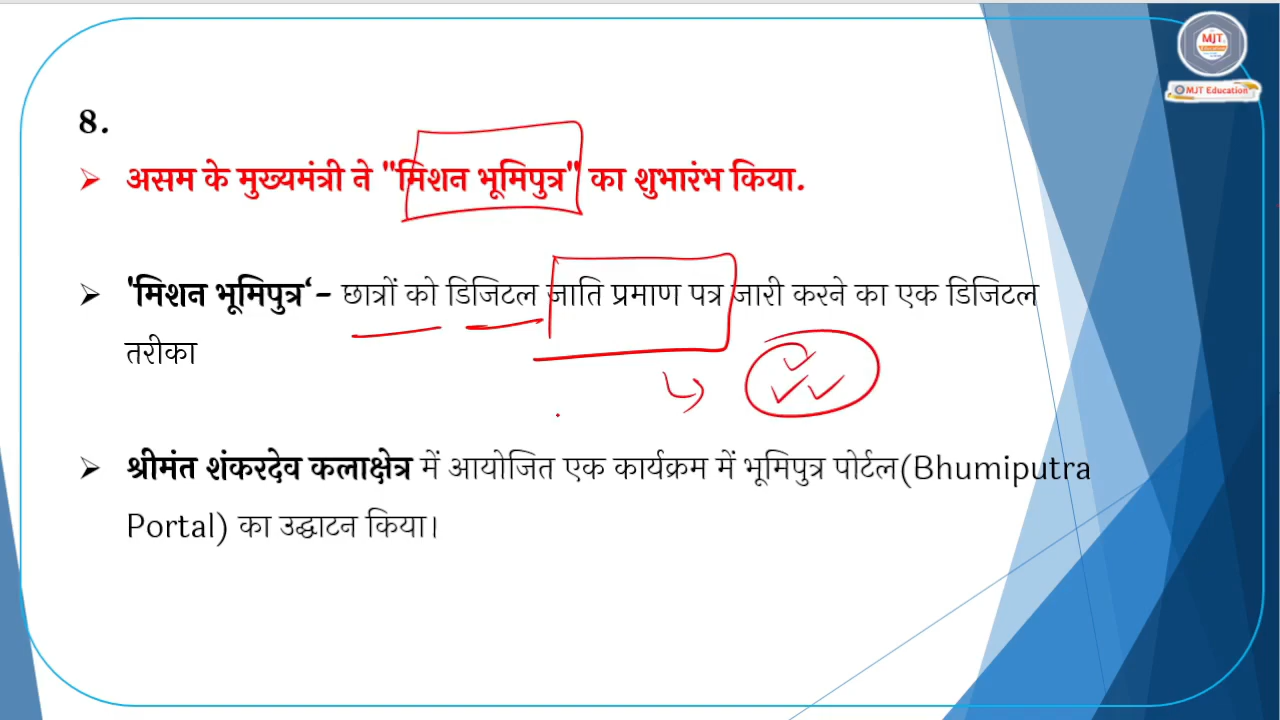 MJT
MJT Education
8.
असम के मुख्यमंत्री ने "मिशन भूमिपुत्र" का शुभारंभ किया.
'मिशन भूमिपुत्र‘- छात्रों को डिजिटल जाति प्रमाण पत्र जारी करने का एक डिजिटल
तरीका
श्रीमंत शंकरदेव कलाक्षेत्र में आयोजित एक कार्यक्रम में भूमिपुत्र पोर्टल(Bhumiputra
Portal) का उद्घाटन किया।